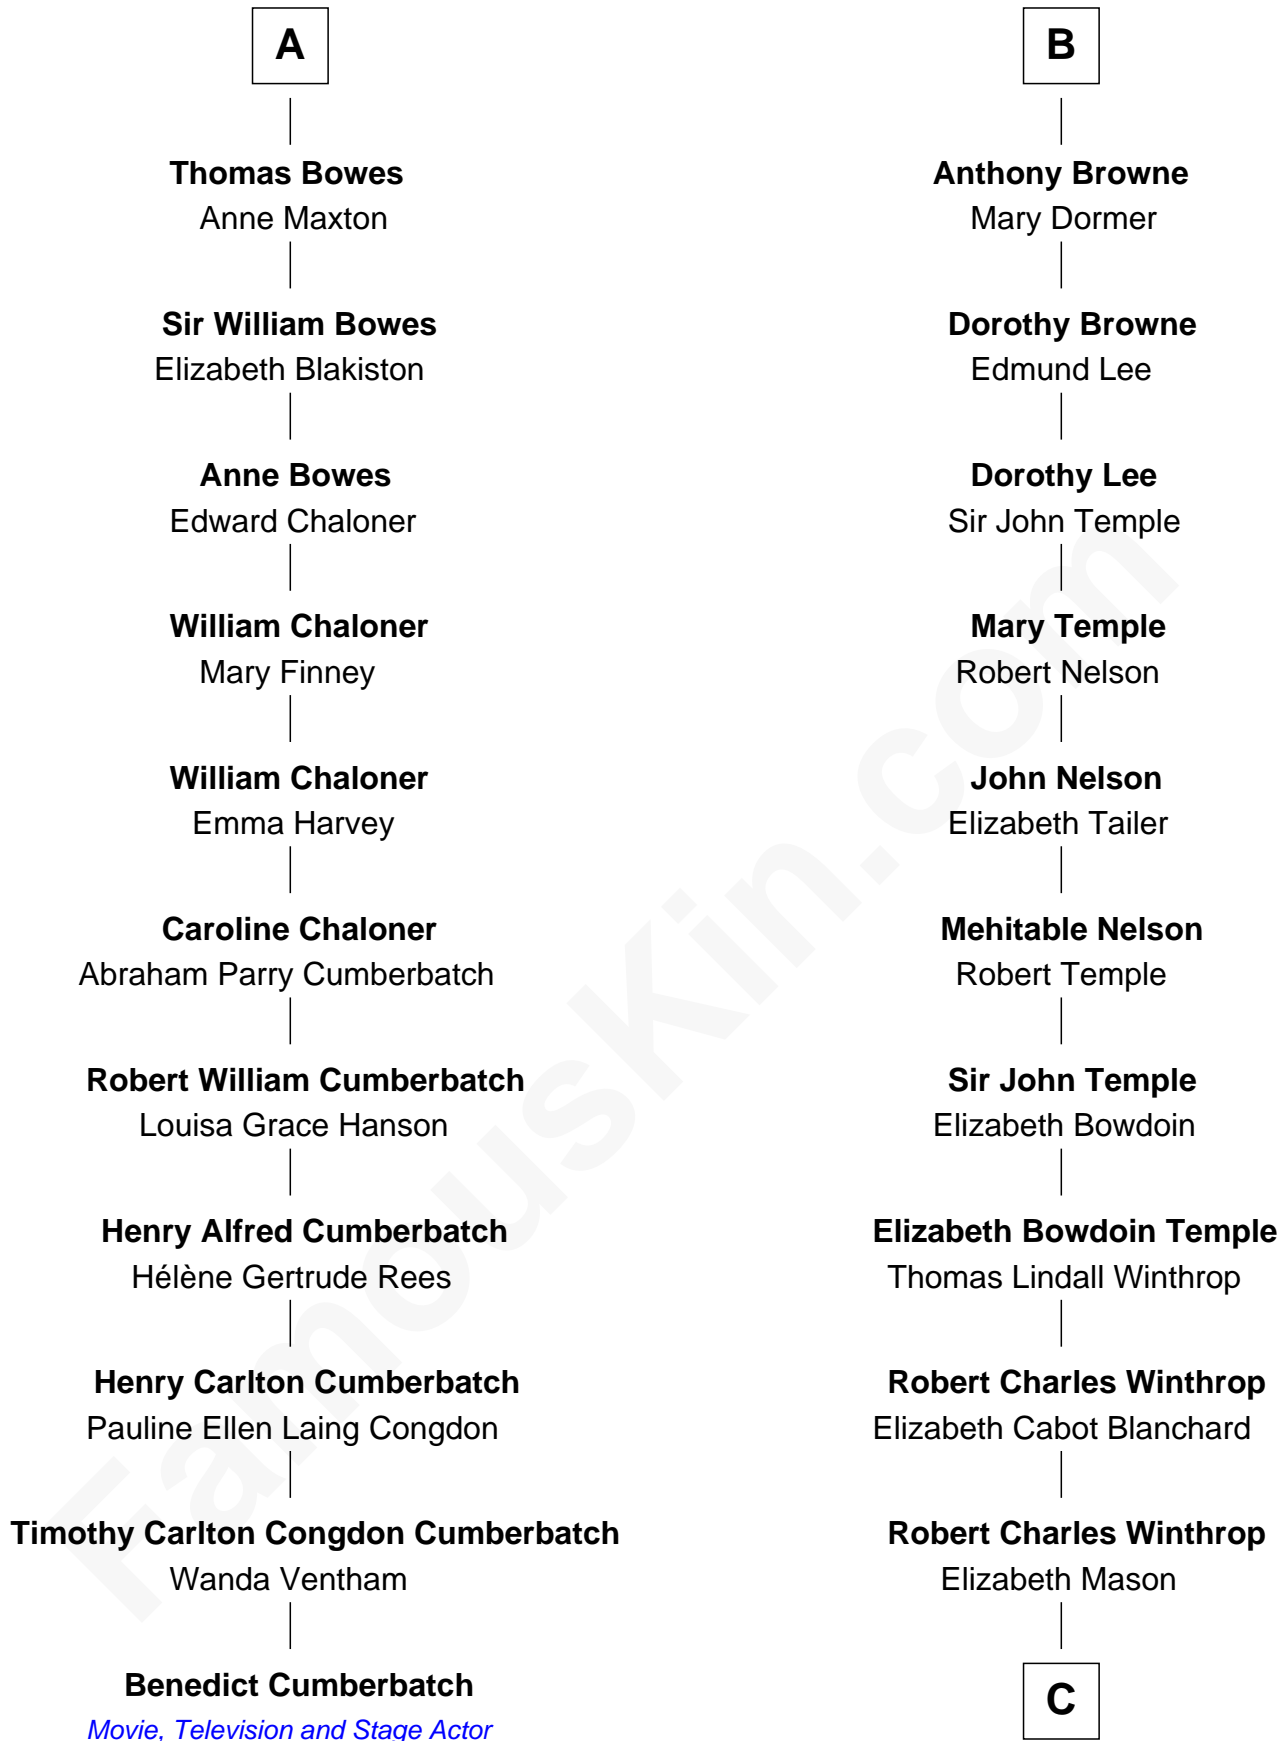 A
Thomas Bowes
Anne Maxton
Sir William Bowes
Elizabeth Blakiston
Anne Bowes
Edward Chaloner
William Chaloner
Mary Finney
William Chaloner
Emma Harvey
Caroline Chaloner
Abraham Parry Cumberbatch
Robert William Cumberbatch
Louisa Grace Hanson
Henry Alfred Cumberbatch
Hélène Gertrude Rees
Henry Carlton Cumberbatch
Pauline Ellen Laing Congdon
Timothy Carlton Congdon Cumberbatch
Wanda Ventham
Benedict Cumberbatch
Movie, Television and Stage Actor
B
Anthony Browne
Mary Dormer
Dorothy Browne
Edmund Lee
Dorothy Lee
Sir John Temple
Mary Temple
Robert Nelson
John Nelson
Elizabeth Tailer
Mehitable Nelson
Robert Temple
Sir John Temple
Elizabeth Bowdoin
Elizabeth Bowdoin Temple
Thomas Lindall Winthrop
Robert Charles Winthrop
Elizabeth Cabot Blanchard
Robert Charles Winthrop
Elizabeth Mason
C
FamousKin.com